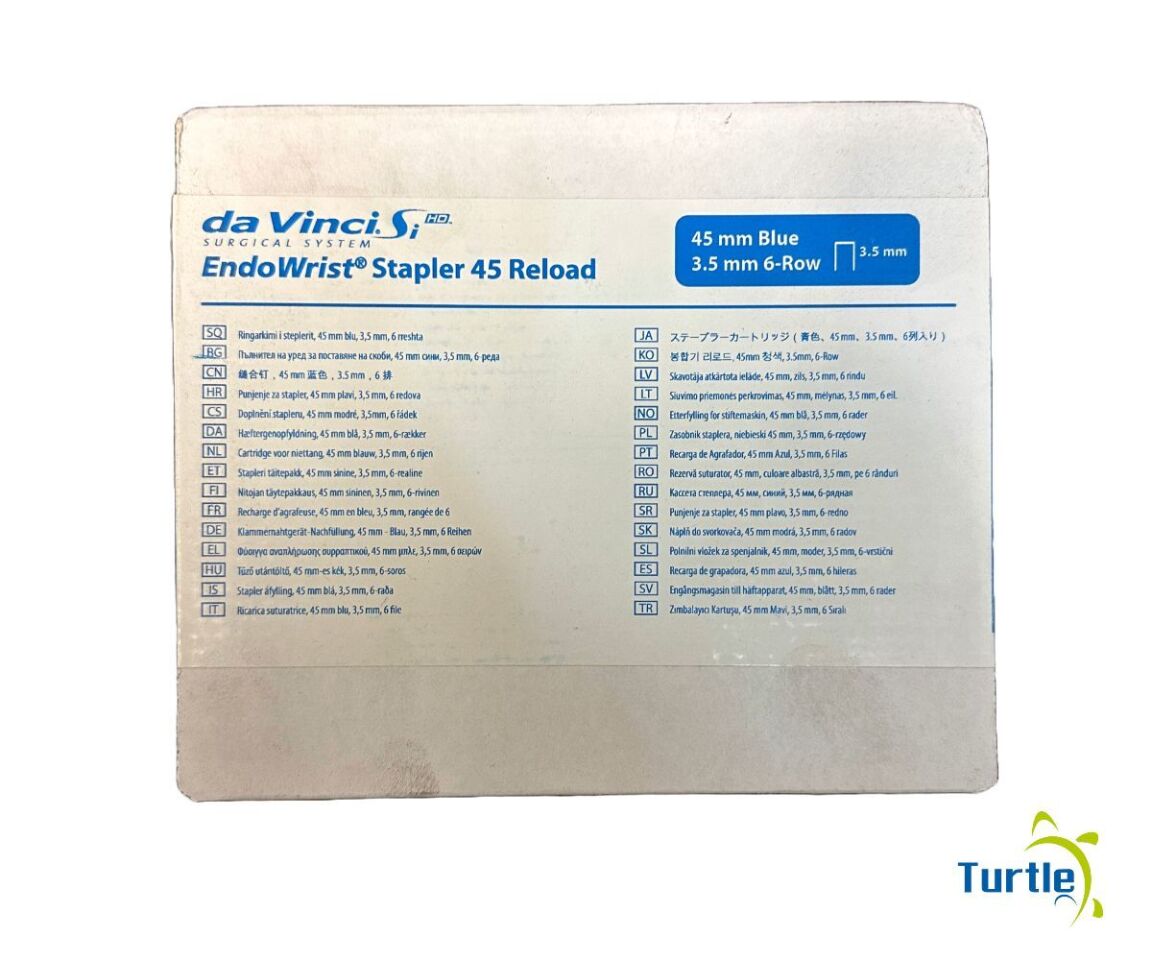 da Vinci. Si HD™
SURGICAL SYSTEM
EndoWrist® Stapler 45 Reload
45 mm Blue
3.5 mm 6-Row
3.5 mm
SQ Ringarkimi i steplerit, 45 mm blu, 3,5 mm, 6 rreshta
BG Пълнител на уред за поставяне на скоби, 45 mm сини, 3,5 mm, 6-реда
CN 缝合钉，45 mm 蓝色，3.5 mm，6 排
HR Punjenje za stapler, 45 mm plavi, 3,5 mm, 6 redova
CS Doplnění stapleru, 45 mm modré, 3,5mm, 6 řádek
DA Hæftergenopfyldning, 45 mm blå, 3,5 mm, 6-rækker
NL Cartridge voor niettang, 45 mm blauw, 3,5 mm, 6 rijen
ET Stapleri täitepakk, 45 mm sinine, 3,5 mm, 6-realine
FI Nitojan täytepakkaus, 45 mm sininen, 3,5 mm, 6-rivinen
FR Recharge d'agrafeuse, 45 mm en bleu, 3,5 mm, rangée de 6
DE Klammernahtgerät-Nachfüllung, 45 mm - Blau, 3,5 mm, 6 Reihen
EL Φύσιγγα αναπλήρωσης συρραπτικού, 45 mm μπλε, 3,5 mm, 6 σειρών
HU Tűző utántöltő, 45 mm-es kék, 3,5 mm, 6-soros
IS Stapler áfylling, 45 mm blá, 3,5 mm, 6-raða
IT Ricarica suturatrice, 45 mm blu, 3,5 mm, 6 file
JA ステープラーカートリッジ（青色、45mm、3.5mm、6列入り）
KO 봉합기 리로드, 45mm 청색, 3.5mm, 6-Row
LV Skavotāja atkārtota ielāde, 45 mm, zils, 3,5 mm, 6 rindu
LT Siuvimo priemonės perkrovimas, 45 mm, mėlynas, 3,5 mm, 6 eil.
NO Etterfylling for stiftemaskin, 45 mm blå, 3,5 mm, 6 rader
PL Zasobnik staplera, niebieski 45 mm, 3,5 mm, 6-rzędowy
PT Recarga de Agrafador, 45 mm Azul, 3,5 mm, 6 Filas
RO Rezervă suturator, 45 mm, culoare albastră, 3,5 mm, pe 6 rânduri
RU Кассета степлера, 45 мм, синий, 3,5 мм, 6-рядная
SR Punjenje za stapler, 45 mm plavo, 3,5 mm, 6-redno
SK Náplň do svorkovača, 45 mm modrá, 3,5 mm, 6 radov
SL Polnilni vložek za spenjalnik, 45 mm, moder, 3,5 mm, 6-vrstični
ES Recarga de grapadora, 45 mm azul, 3,5 mm, 6 hileras
SV Engångsmagasin till häftapparat, 45 mm, blått, 3,5 mm, 6 rader
TR Zımbalayıcı Kartuşu, 45 mm Mavi, 3,5 mm, 6 Sıralı
Turtle